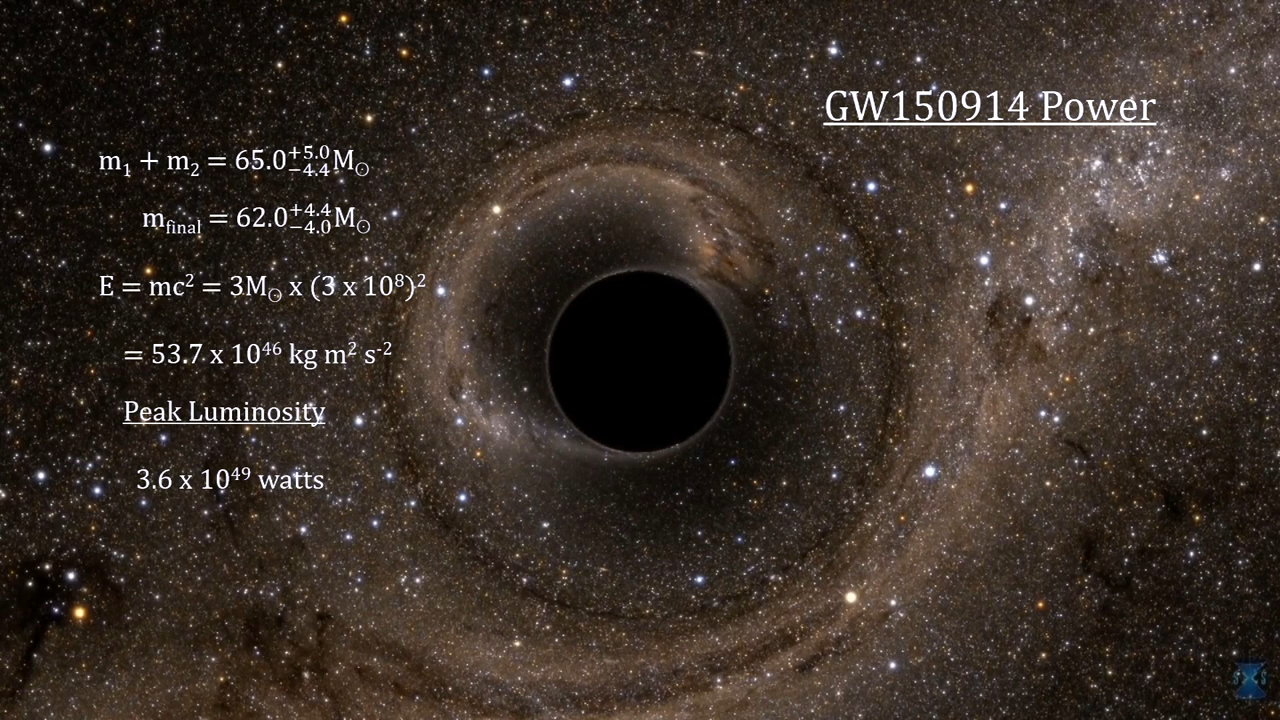 GW150914 Power
m₁ + m₂ = 65.0⁺⁵·⁰₋₄.₄M☉
m_final = 62.0⁺⁴·⁴₋₄.₀M☉
E = mc² = 3M☉ x (3 x 10⁸)²
= 53.7 x 10⁴⁶ kg m² s⁻²
Peak Luminosity
3.6 x 10⁴⁹ watts
SXS